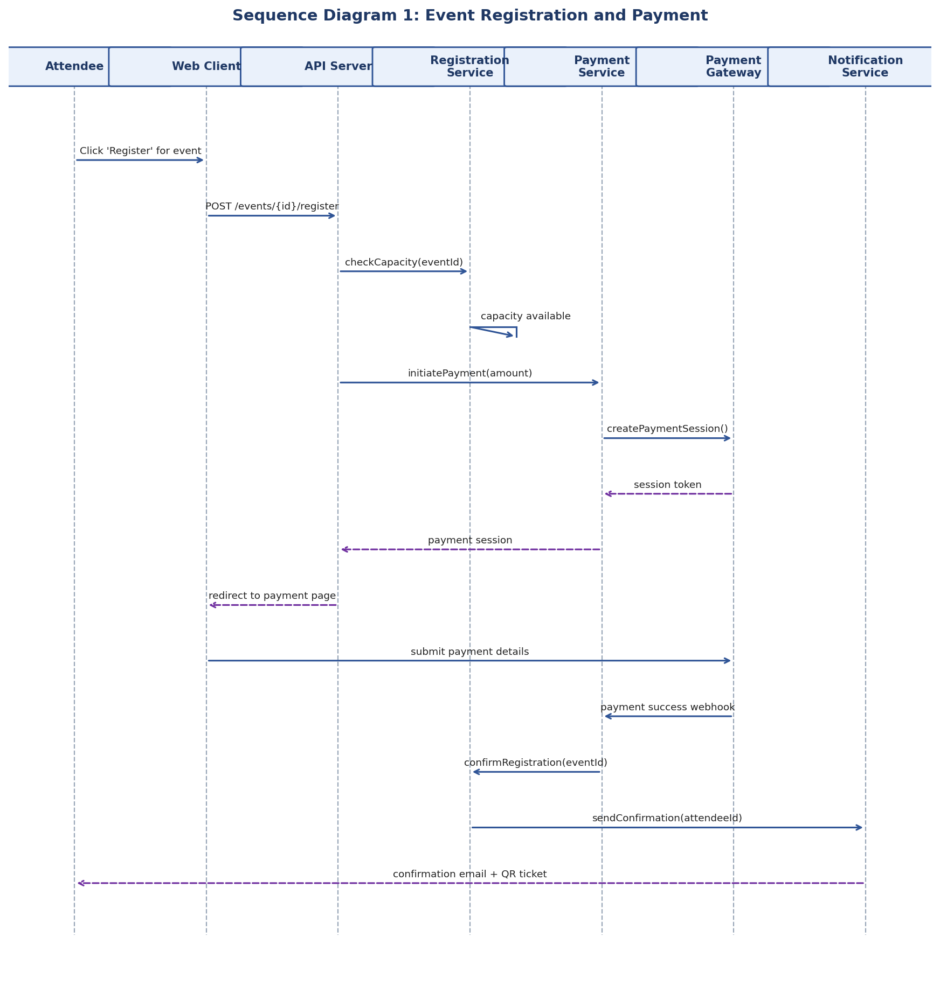 Sequence Diagram 1: Event Registration and Payment
Attendee
Web Client
API Server
Registration
Service
Payment
Service
Payment
Gateway
Notification
Service
Click 'Register' for event
POST /events/{id}/register
checkCapacity(eventId)
capacity available
initiatePayment(amount)
createPaymentSession()
session token
payment session
redirect to payment page
submit payment details
payment success webhook
confirmRegistration(eventId)
sendConfirmation(attendeeId)
confirmation email + QR ticket